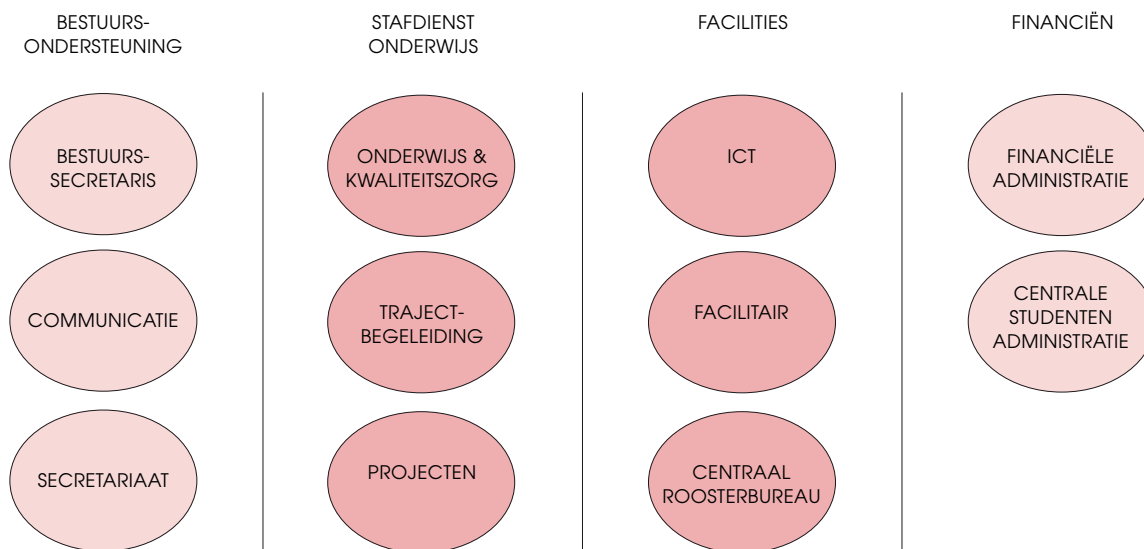 BESTUURS-
ONDERSTEUNING
STAFDIENST
ONDERWIJS
FACILITIES
FINANCIËN
BESTUURS-
SECRETARIS
ONDERWIJS &
KWALITEITSZORG
ICT
FINANCIËLE
ADMINISTRATIE
COMMUNICATIE
TRAJECT-
BEGELEIDING
FACILITAIR
CENTRALE
STUDENTEN
ADMINISTRATIE
SECRETARIAAT
PROJECTEN
CENTRAAL
ROOSTERBUREAU